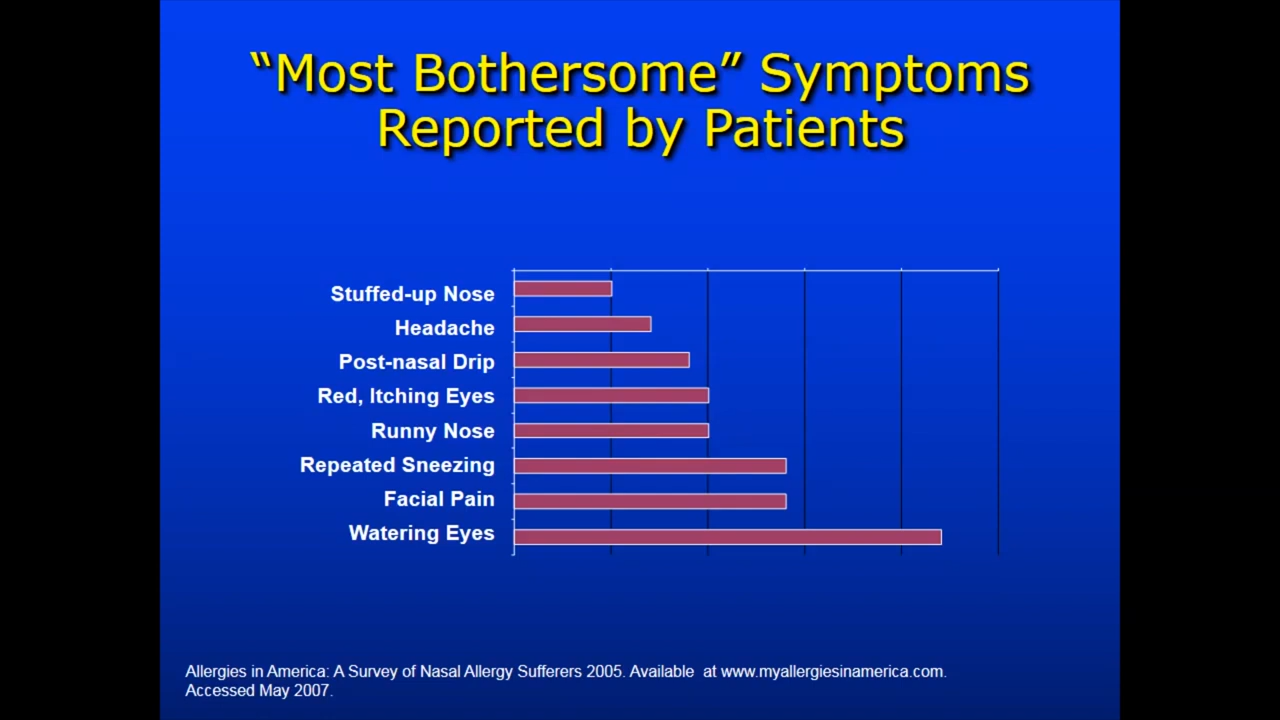 “Most Bothersome” Symptoms
Reported by Patients
Stuffed-up Nose
Headache
Post-nasal Drip
Red, Itching Eyes
Runny Nose
Repeated Sneezing
Facial Pain
Watering Eyes
Allergies in America: A Survey of Nasal Allergy Sufferers 2005. Available  at www.myallergiesinamerica.com.
Accessed May 2007.